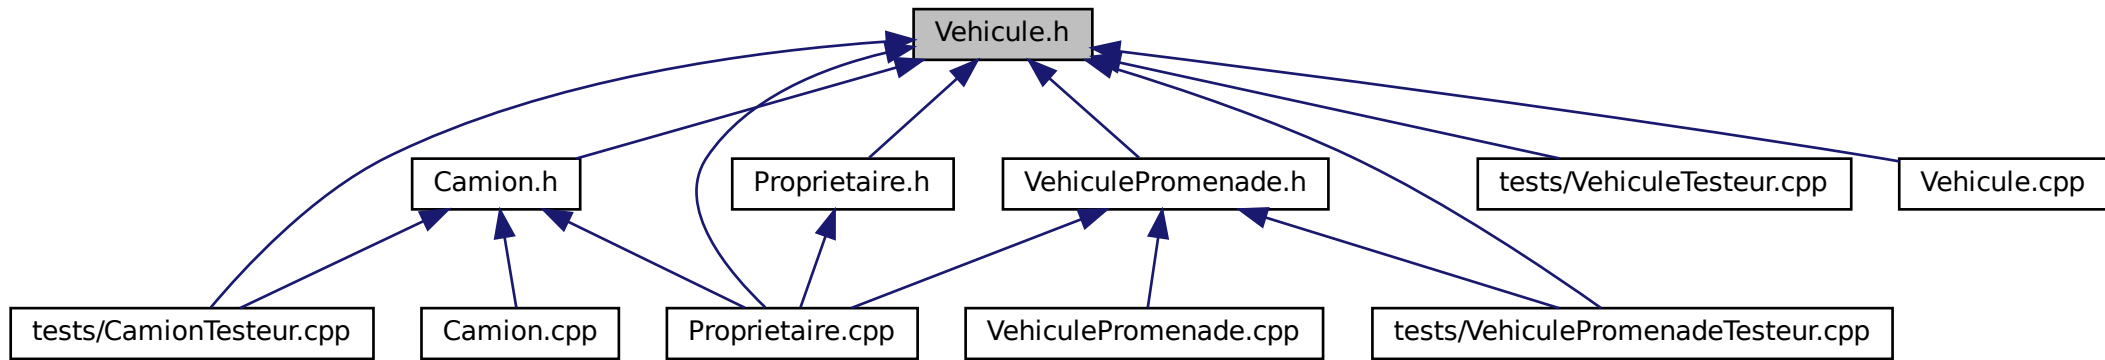 Vehicule.h
Camion.h
Proprietaire.h
VehiculePromenade.h
tests/VehiculeTesteur.cpp
Vehicule.cpp
tests/CamionTesteur.cpp
Camion.cpp
Proprietaire.cpp
VehiculePromenade.cpp
tests/VehiculePromenadeTesteur.cpp